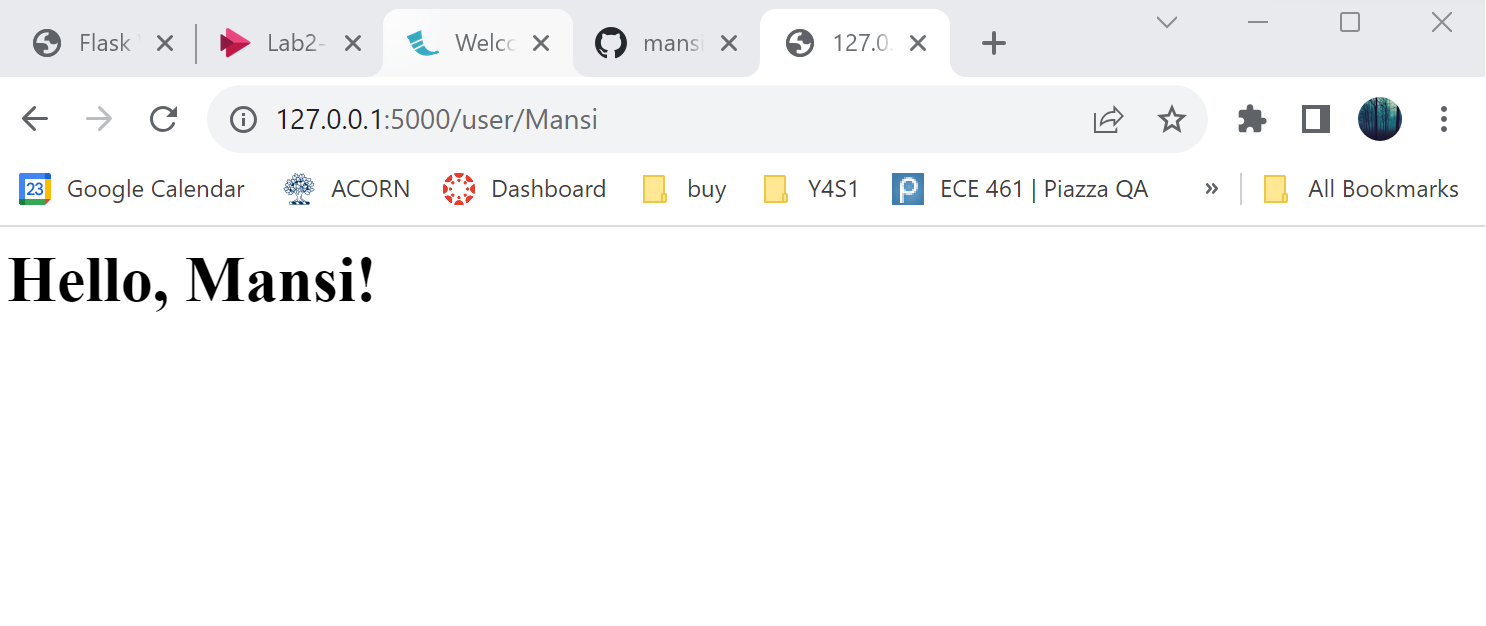 Flask Lab2- Welcc mansi 127.0.
127.0.0.1:5000/user/Mansi
23 Google Calendar ACORN Dashboard buy Y4S1 ECE 461 | Piazza QA » All Bookmarks
Hello, Mansi!